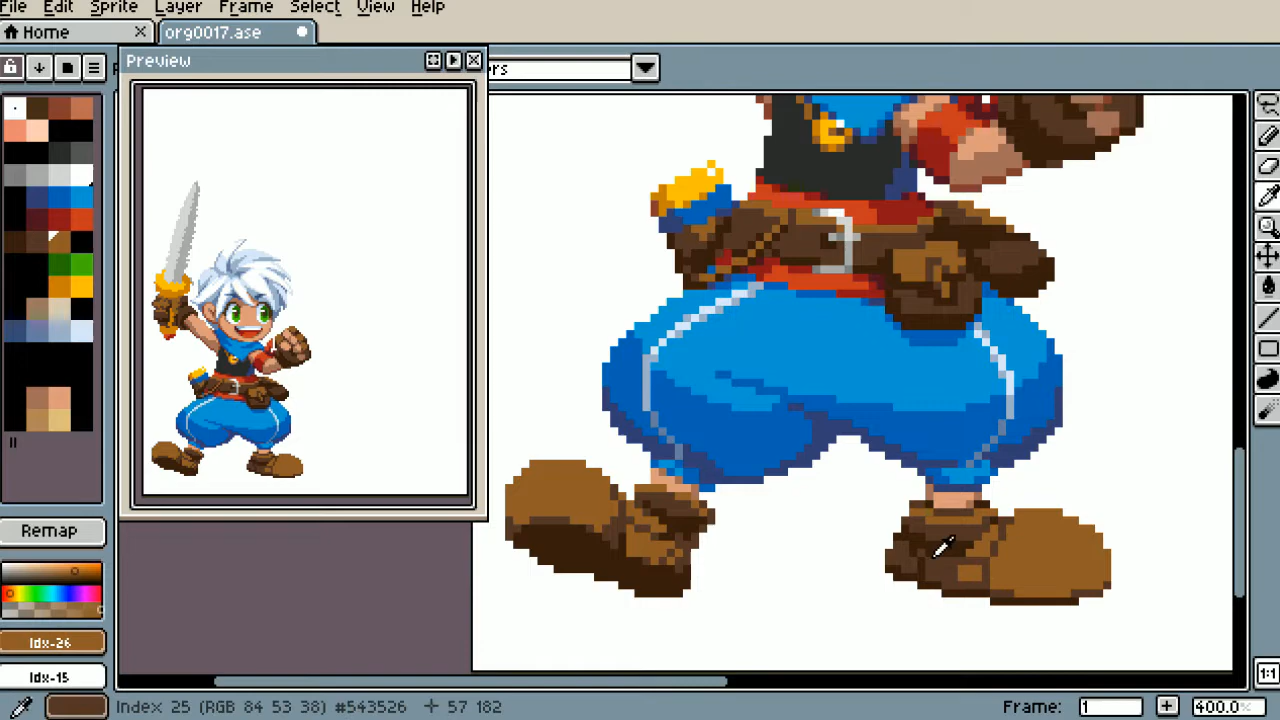 File Edit Sprite Layer Frame Select View Help
Home org0017.ase
Preview
rs
Remap
Idx-26
Idx-15
Index 25 (RGB 84 53 38) #543526 57 182 Frame: 1 400.0%
1:1